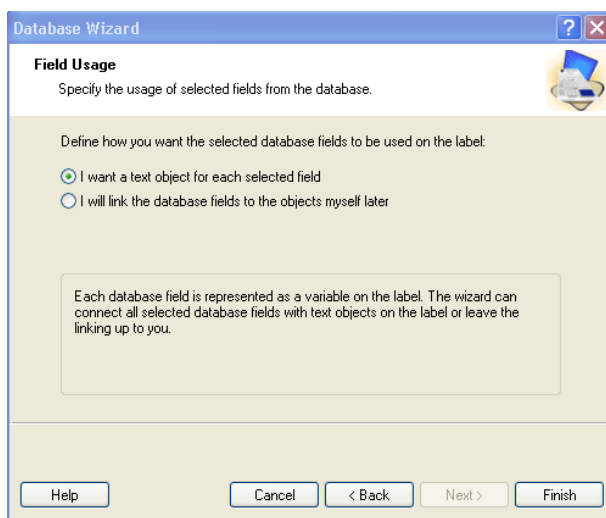 Database Wizard
Field Usage
Specify the usage of selected fields from the database.
Define how you want the selected database fields to be used on the label:
I want a text object for each selected field
I will link the database fields to the objects myself later
Each database field is represented as a variable on the label. The wizard can
connect all selected database fields with text objects on the label or leave the
linking up to you.
Help Cancel < Back Next > Finish